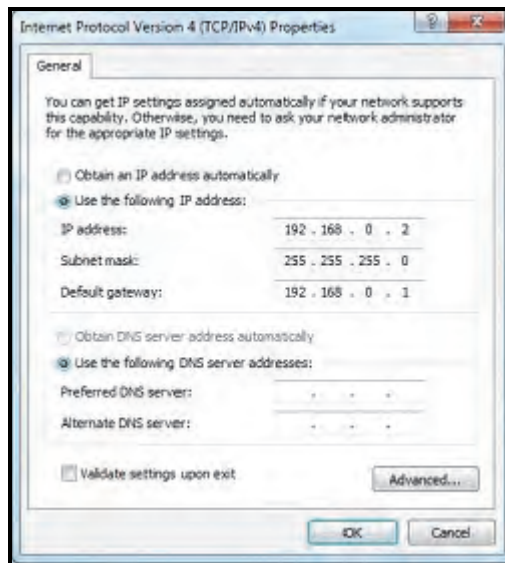 Internet Protocol Version 4 (TCP/IPv4) Properties
General
You can get IP settings assigned automatically if your network supports
this capability. Otherwise, you need to ask your network administrator
for the appropriate IP settings.
Obtain an IP address automatically
Use the following IP address:
IP address: 192 . 168 . 0 . 2
Subnet mask: 255 . 255 . 255 . 0
Default gateway: 192 . 168 . 0 . 1
Obtain DNS server address automatically
Use the following DNS server addresses:
Preferred DNS server: . . .
Alternate DNS server: . . .
Validate settings upon exit
Advanced...
OK Cancel